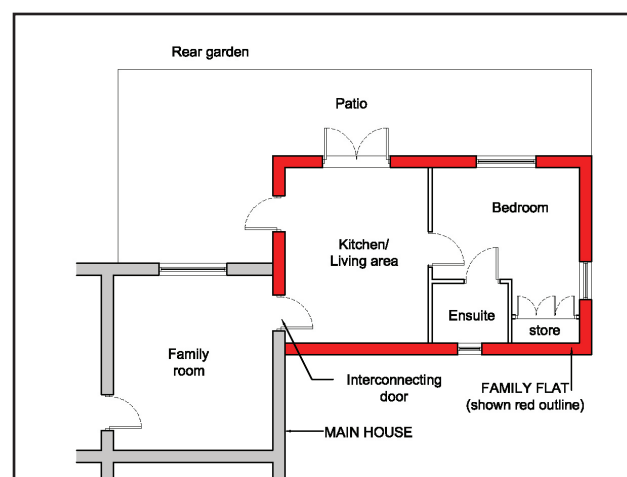 Rear garden
Patio
Bedroom
Kitchen/
Living area
Ensuite
store
Family
room
Interconnecting
door
FAMILY FLAT
(shown red outline)
MAIN HOUSE